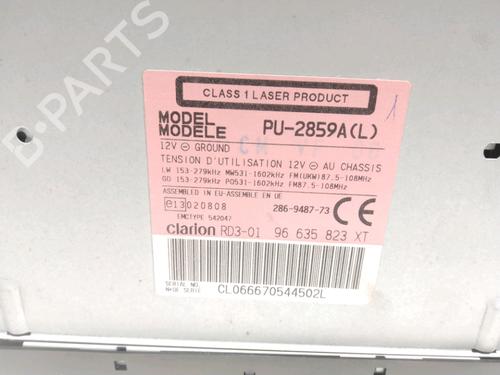 B-PARTS
CLASS 1 LASER PRODUCT
1
MODEL
MODELE
PU-2859A(L)
12V ⊖ GROUND
TENSION D'UTILISATION 12V ⊖ AU CHASSIS
LW 153-279kHz MW531-1602kHz FM(UKW)87.5-108MHz
GO 153-279kHz PO531-1602kHz FM87.5-108MHz
ASSEMBLED IN EU-ASSEMBLE EN UE
e13 020808
286-9487-73 CE
EMCTYPE 542047
clarion RD3-01 96 635 823 XT
SERIAL NO.
N°DE SERIE
CL066670544502L